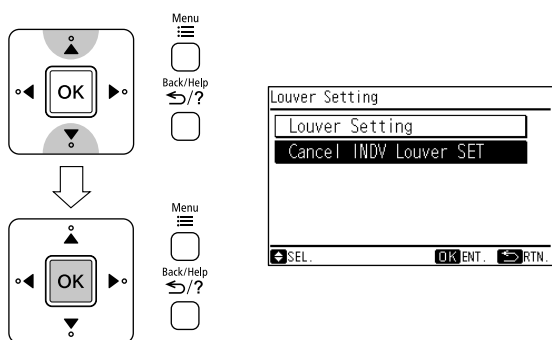 Menu
Back/Help
/?
OK
Menu
Back/Help
/?
OK
Louver Setting
Louver Setting
Cancel INDV Louver SET
SEL. OK ENT. RTN.